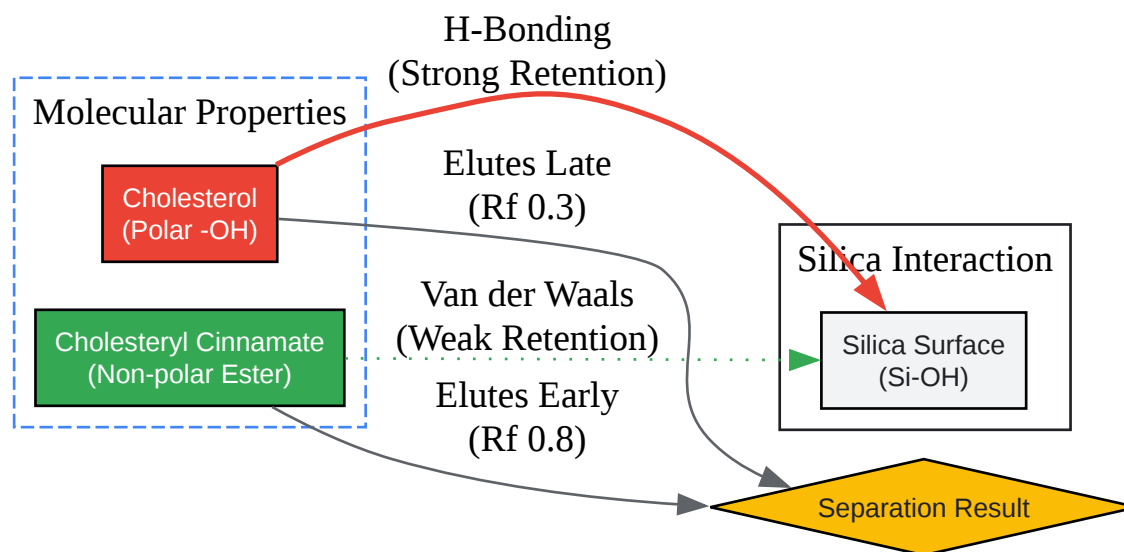 H-Bonding
(Strong Retention)
Molecular Properties
Cholesterol
(Polar -OH)
Elutes Late
(Rf 0.3)
Silica Interaction
Van der Waals
(Weak Retention)
Cholesteryl Cinnamate
(Non-polar Ester)
Silica Surface
(Si-OH)
Elutes Early
(Rf 0.8)
Separation Result